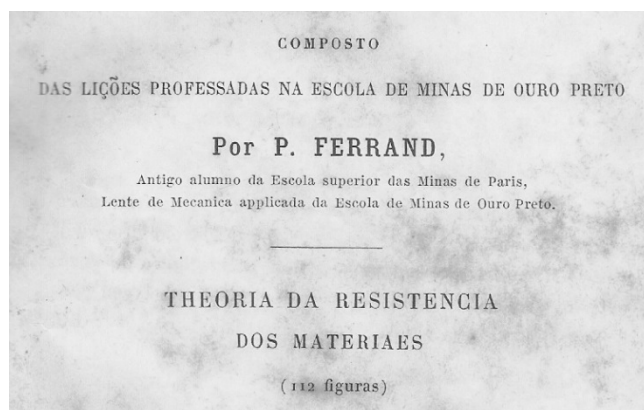 COMPOSTO
DAS LIÇÕES PROFESSADAS NA ESCOLA DE MINAS DE OURO PRETO
Por P. FERRAND,
Antigo alumno da Escola superior das Minas de Paris,
Lente de Mecanica applicada da Escola de Minas de Ouro Preto.
THEORIA DA RESISTENCIA
DOS MATERIAES
(112 figuras)